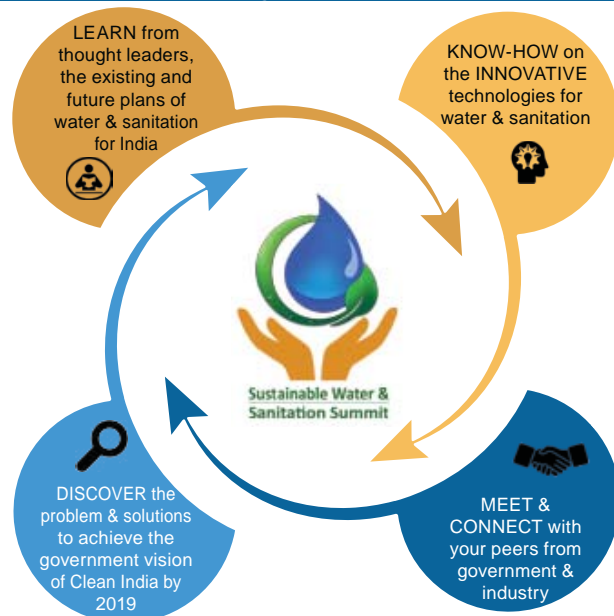 LEARN from
thought leaders,
the existing and
future plans of
water & sanitation
for India
KNOW-HOW on
the INNOVATIVE
technologies for
water & sanitation
Sustainable Water &
Sanitation Summit
DISCOVER the
problem & solutions
to achieve the
government vision
of Clean India by
2019
MEET &
CONNECT with
your peers from
government &
industry